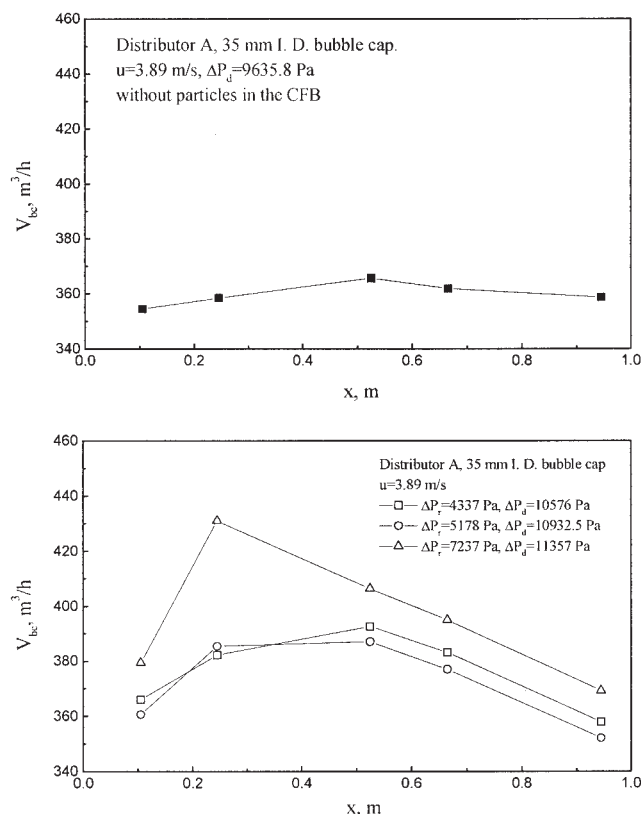 460
440
420
400
380
360
340
V_bc, m³/h
Distributor A, 35 mm I. D. bubble cap.
u=3.89 m/s, ΔP_d=9635.8 Pa
without particles in the CFB
0.0 0.2 0.4 0.6 0.8 1.0
x, m
460
440
420
400
380
360
340
V_bc, m³/h
Distributor A, 35 mm I. D. bubble cap
u=3.89 m/s
ΔP_r=4337 Pa, ΔP_d=10576 Pa
ΔP_r=5178 Pa, ΔP_d=10932.5 Pa
ΔP_r=7237 Pa, ΔP_d=11357 Pa
0.0 0.2 0.4 0.6 0.8 1.0
x, m